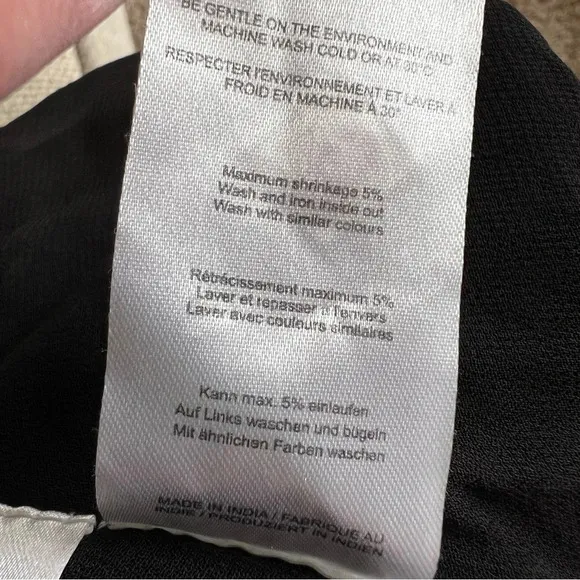 BE GENTLE ON THE ENVIRONMENT AND
MACHINE WASH COLD OR AT 30°C
RESPECTER l'ENVIRONNEMENT ET LAVER A
FROID EN MACHINE A 30°
Maximum shrinkage 5%
Wash and iron inside out
Wash with similar colours
Rétrécissement maximum 5%
Laver et repasser à l'envers
Laver avec couleurs similaires
Kann max. 5% einlaufen
Auf Links waschen und bügeln
Mit ähnlichen Farben waschen
MADE IN INDIA / FABRIQUE AU
INDIE / PRODUZIERT IN INDIEN